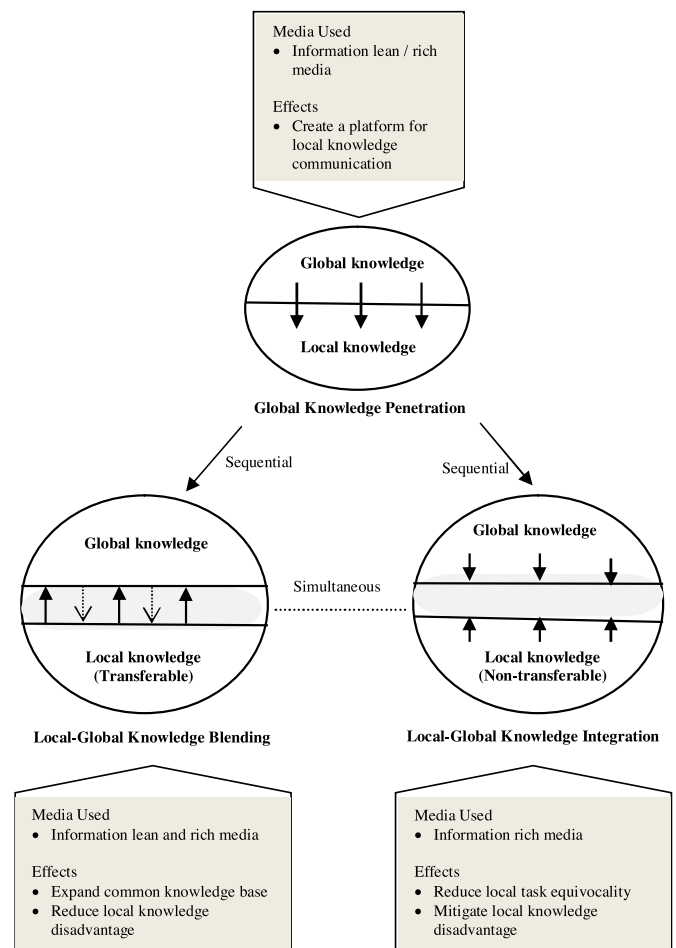 Media Used
• Information lean / rich
media
Effects
• Create a platform for
local knowledge
communication
Global knowledge
Local knowledge
Global Knowledge Penetration
Sequential
Sequential
Global knowledge
Local knowledge
(Transferable)
Local-Global Knowledge Blending
Simultaneous
Global knowledge
Local knowledge
(Non-transferable)
Local-Global Knowledge Integration
Media Used
• Information lean and rich media
Effects
• Expand common knowledge base
• Reduce local knowledge
disadvantage
Media Used
• Information rich media
Effects
• Reduce local task equivocality
• Mitigate local knowledge
disadvantage